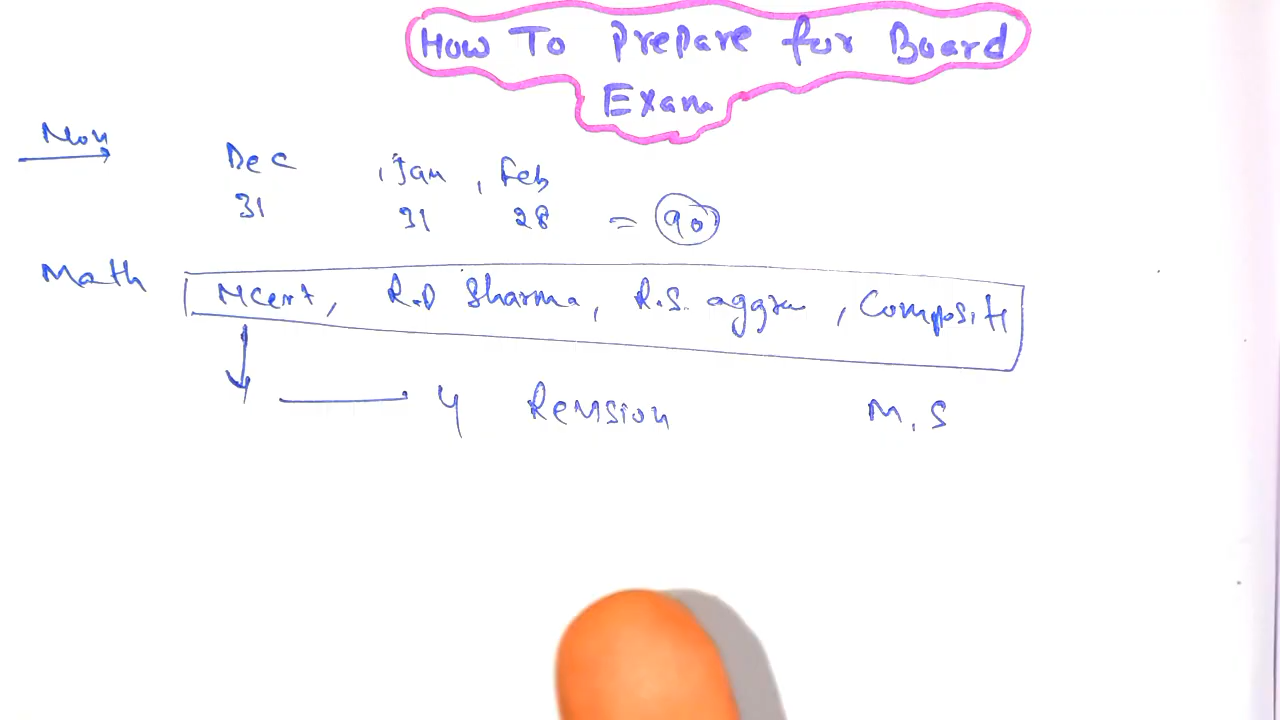 How To Prepare for Board
Exam
Nov
Dec , Jan , Feb
31 31 28 = 90
Math Ncert, R.D Sharma, R.S. aggra , Composite
4 Revision M.S